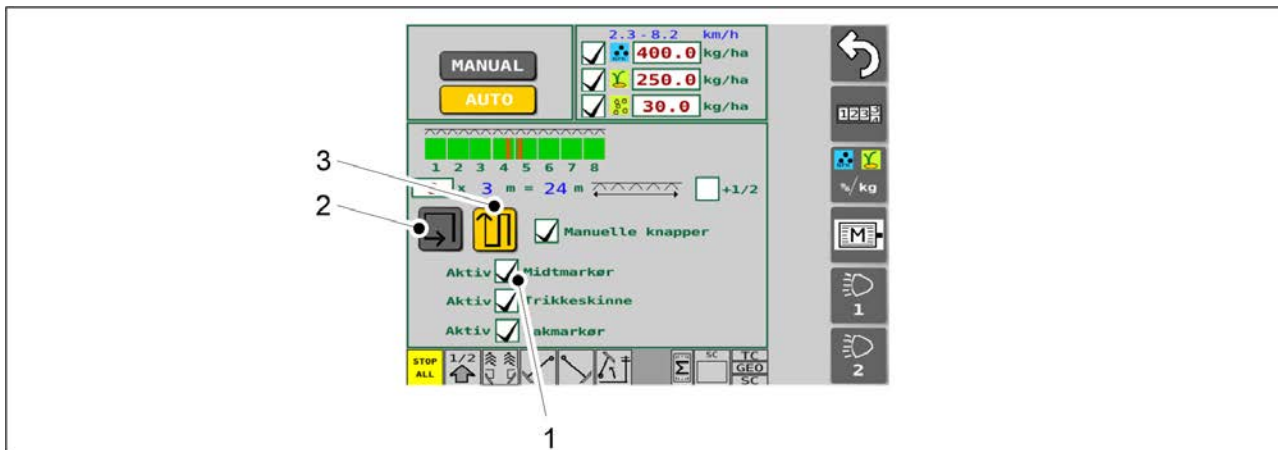 2.3 - 8.2 km/h
MANUAL
400.0 kg/ha
AUTO
250.0 kg/ha
30.0 kg/ha
1 2 3 4 5 6 7 8
x 3 m = 24 m +1/2
Manuelle knapper
Aktiv Midtmarkør
Aktiv
Aktiv
STOP
ALL
1/2
Σ
SC
TC
GEO
SC
%/kg
M
1
2
3
2
1